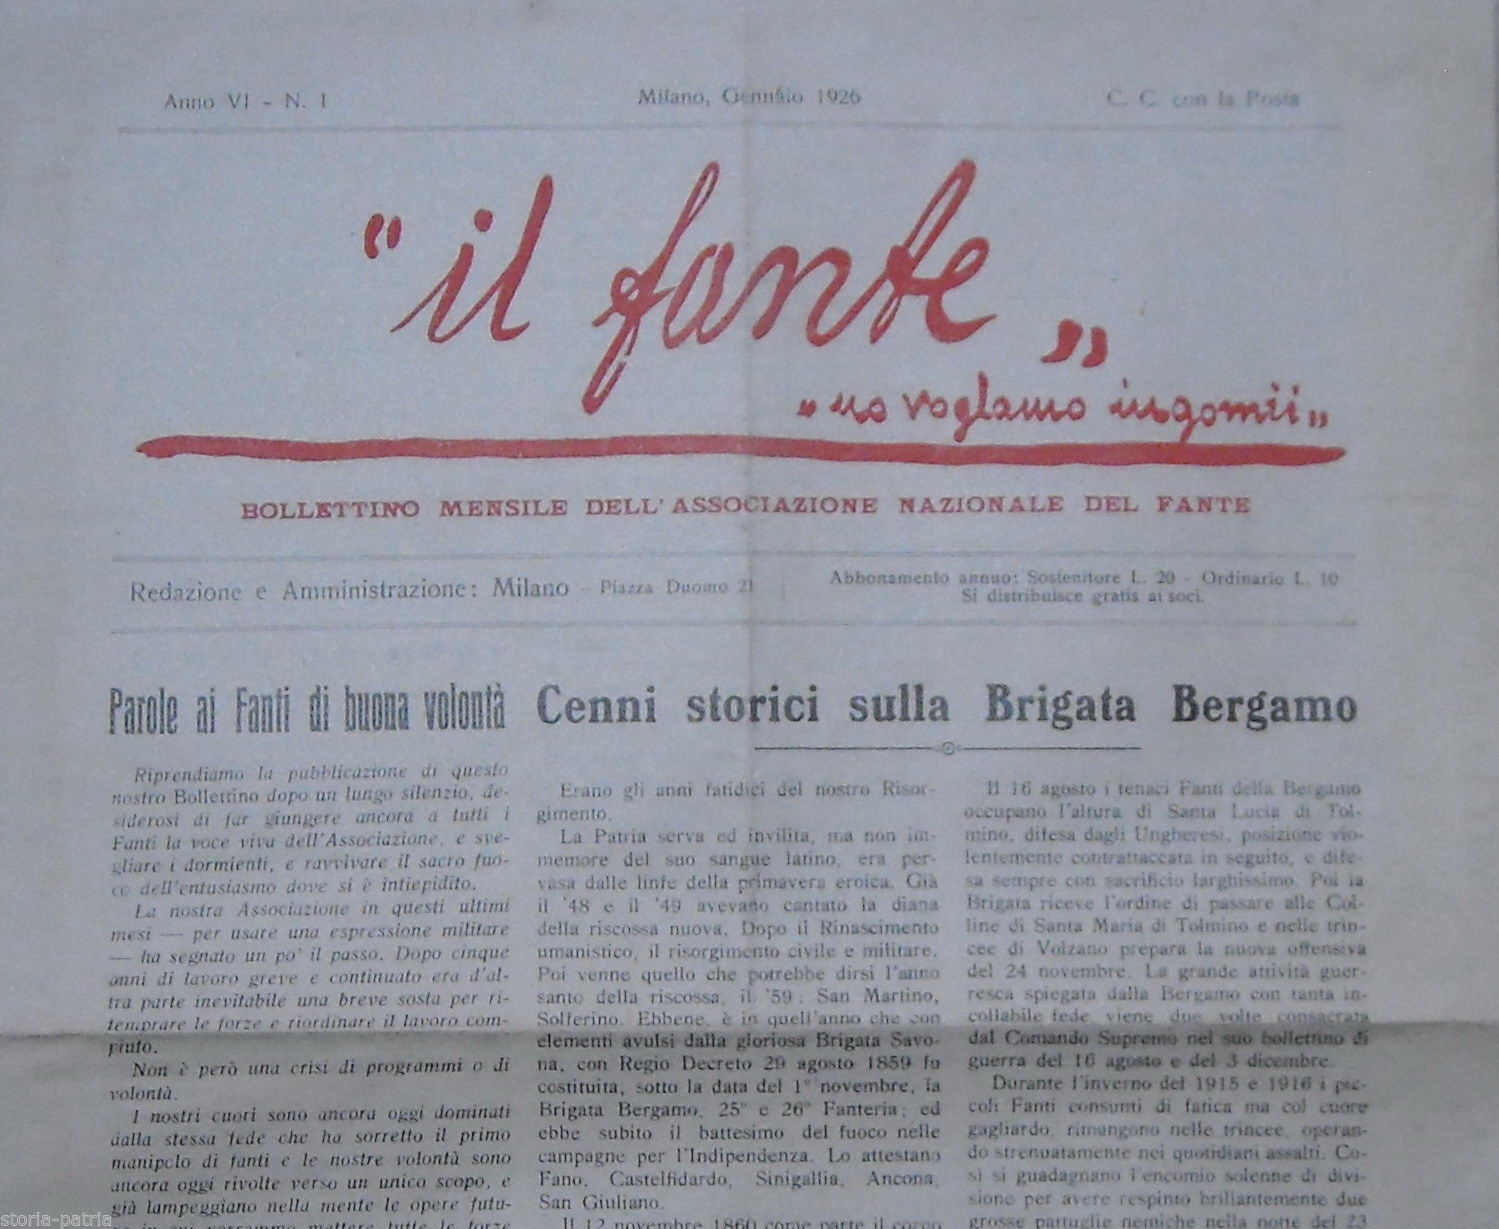 Anno VI - N. 1
Milano, Gennaio 1926
C. C. con la Posta
"il fante"
"no vogliamo ingomii"
BOLLETTINO MENSILE DELL'ASSOCIAZIONE NAZIONALE DEL FANTE
Redazione e Amministrazione: Milano - Piazza Duomo 21
Abbonamento annuo: Sostenitore L. 20 - Ordinario L. 10
Si distribuisce gratis ai soci.
Parole ai Fanti di buona volontà
Riprendiamo la pubblicazione di questo
nostro Bollettino dopo un lungo silenzio, de-
siderosi di far giungere ancora a tutti i
Fanti la voce viva dell'Associazione, e sve-
gliare i dormienti, e ravvivare il sacro fuo-
co dell'entusiasmo dove si è intiepidito.
La nostra Associazione in questi ultimi
mesi — per usare una espressione militare
— ha segnato un po' il passo. Dopo cinque
anni di lavoro greve e continuato era d'al-
tra parte inevitabile una breve sosta per ri-
temprare le forze e riordinare il lavoro com-
piuto.
Non è però una crisi di programmi o di
volontà.
I nostri cuori sono ancora oggi dominati
dalla stessa fede che ha sorretto il primo
manipolo di fanti e le nostre volontà sono
ancora oggi rivolte verso un unico scopo, e
già lampeggiano nella mente le opere futu-
mettere tutte le forze
Cenni storici sulla Brigata Bergamo
Erano gli anni fatidici del nostro Risor-
gimento.
La Patria serva ed invilita, ma non im-
memore del suo sangue latino, era per-
vasa dalle linfe della primavera eroica. Già
il '48 e il '49 avevano cantato la diana
della riscossa nuova. Dopo il Rinascimento
umanistico, il risorgimento civile e militare.
Poi venne quello che potrebbe dirsi l'anno
santo della riscossa, il '59: San Martino,
Solferino. Ebbene, è in quell'anno che con
elementi avulsi dalla gloriosa Brigata Savo-
na, con Regio Decreto 29 agosto 1859 fu
costituita, sotto la data del 1° novembre, la
Brigata Bergamo, 25° e 26° Fanteria; ed
ebbe subito il battesimo del fuoco nelle
campagne per l'Indipendenza. Lo attestano
Fano, Castelfidardo, Sinigallia, Ancona,
San Giuliano.
Il 12 novembre 1860 come parte il corpo
Il 16 agosto i tenaci Fanti della Bergamo
occupano l'altura di Santa Lucia di Tol-
mino, difesa dagli Ungheresi, posizione vio-
lentemente contrattaccata in seguito, e dife-
sa sempre con sacrificio larghissimo. Poi la
Brigata riceve l'ordine di passare alle Col-
line di Santa Maria di Tolmino e nelle trin-
cee di Volzano prepara la nuova offensiva
del 24 novembre. La grande attività guer-
resca spiegata dalla Bergamo con tanta in-
collabile fede viene due volte consacrata
dal Comando Supremo nel suo bollettino di
guerra del 16 agosto e del 3 dicembre.
Durante l'inverno del 1915 e 1916 i pic-
coli Fanti consunti di fatica ma col cuore
gagliardo, rimangono nelle trincee, operan-
do strenuatamente nei quotidiani assalti. Co-
sì si guadagnano l'encomio solenne di divi-
sione per avere respinto brillantemente due
grosse pattuglie nemiche nella notte del 23
storia-patria